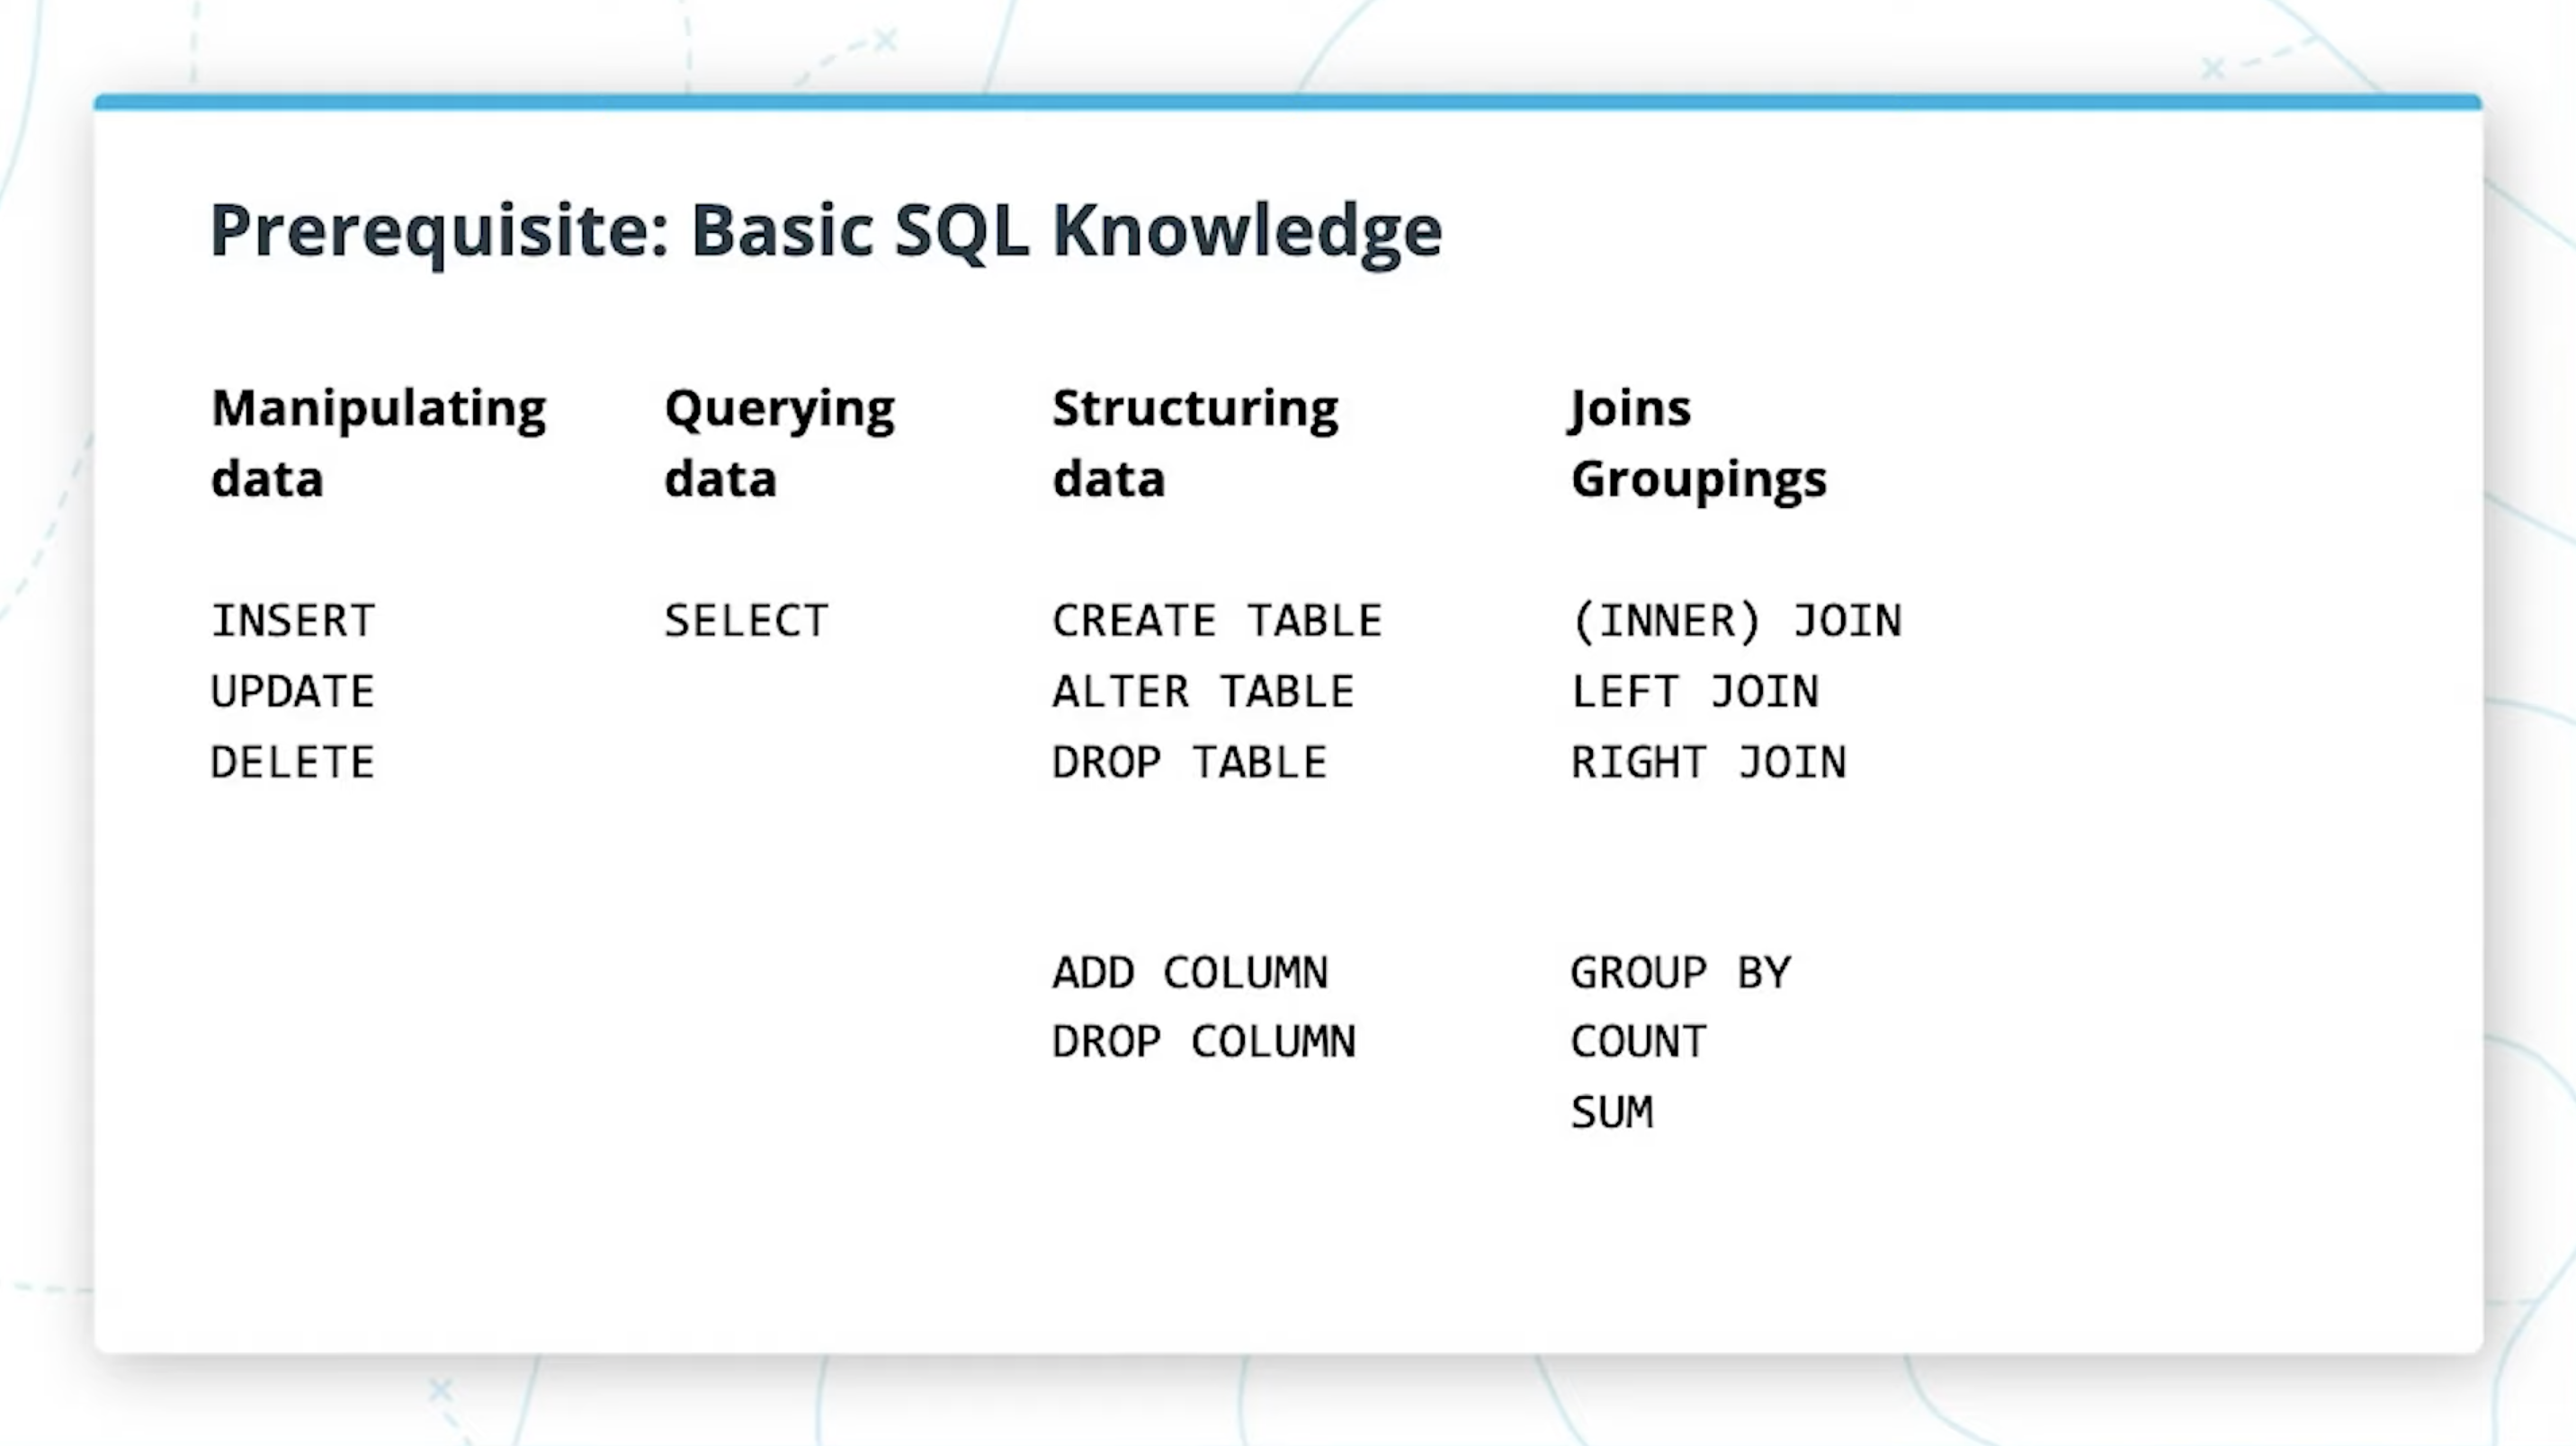 Prerequisite: Basic SQL Knowledge
Manipulating
data
INSERT
UPDATE
DELETE
Querying
data
SELECT
Structuring
data
CREATE TABLE
ALTER TABLE
DROP TABLE
ADD COLUMN
DROP COLUMN
Joins
Groupings
(INNER) JOIN
LEFT JOIN
RIGHT JOIN
GROUP BY
COUNT
SUM